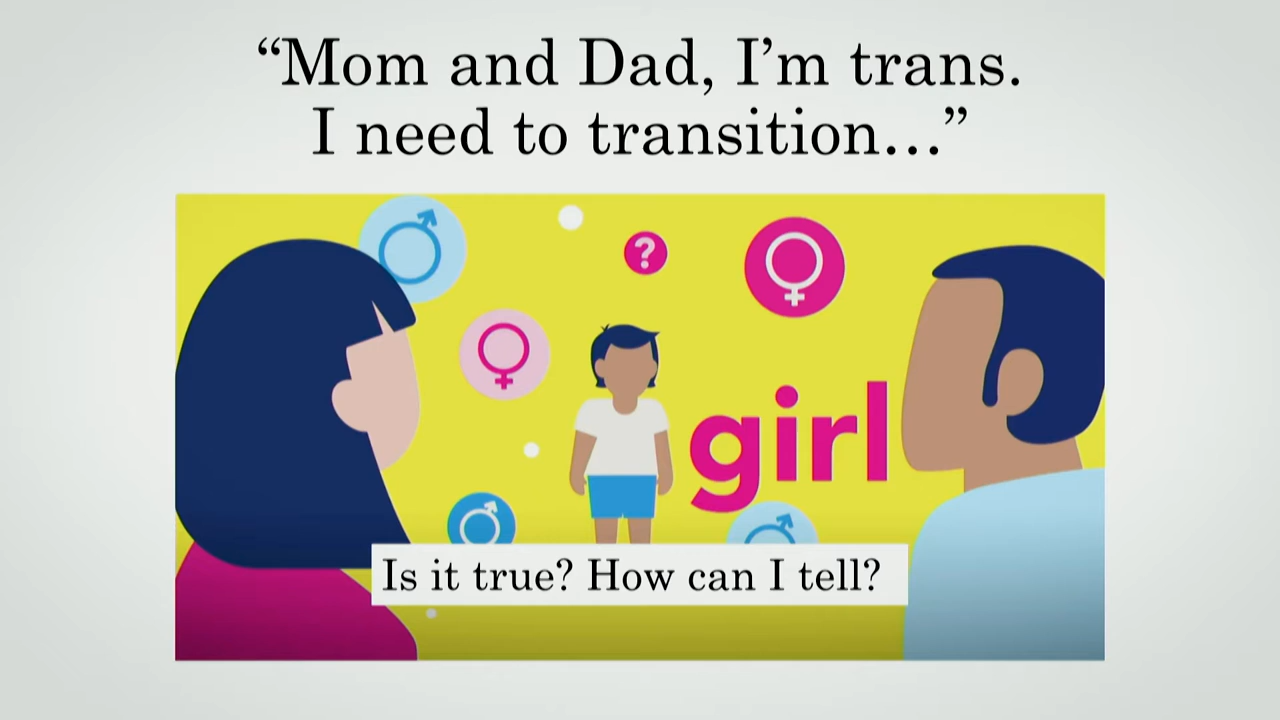 “Mom and Dad, I’m trans.
I need to transition...”
?
girl
Is it true? How can I tell?